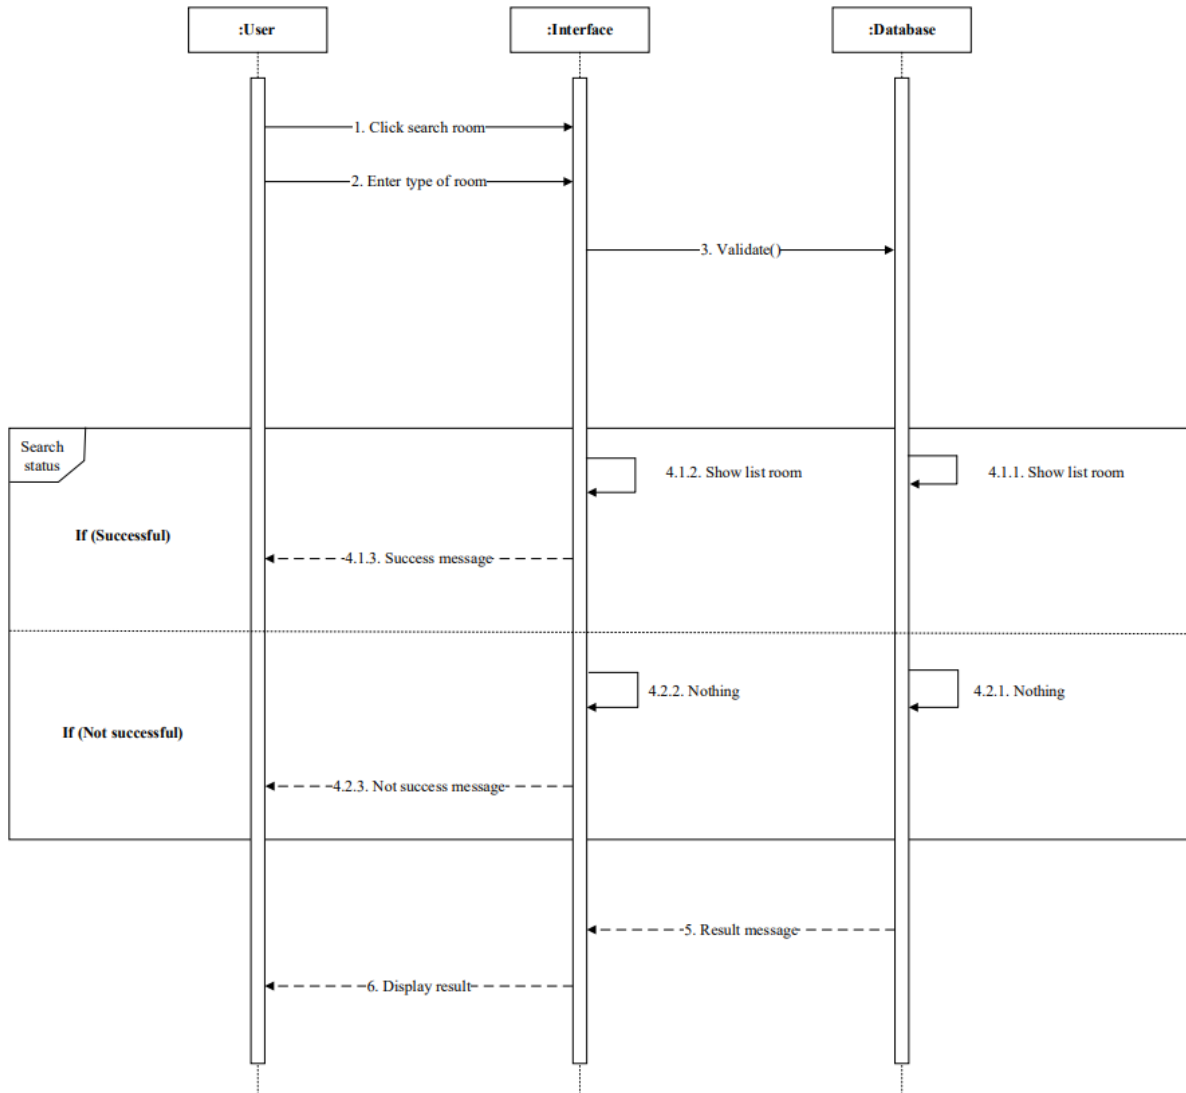 :User
:Interface
:Database
1. Click search room
2. Enter type of room
3. Validate()
Search
status
4.1.2. Show list room
4.1.1. Show list room
If (Successful)
4.1.3. Success message
4.2.2. Nothing
4.2.1. Nothing
If (Not successful)
4.2.3. Not success message
5. Result message
6. Display result